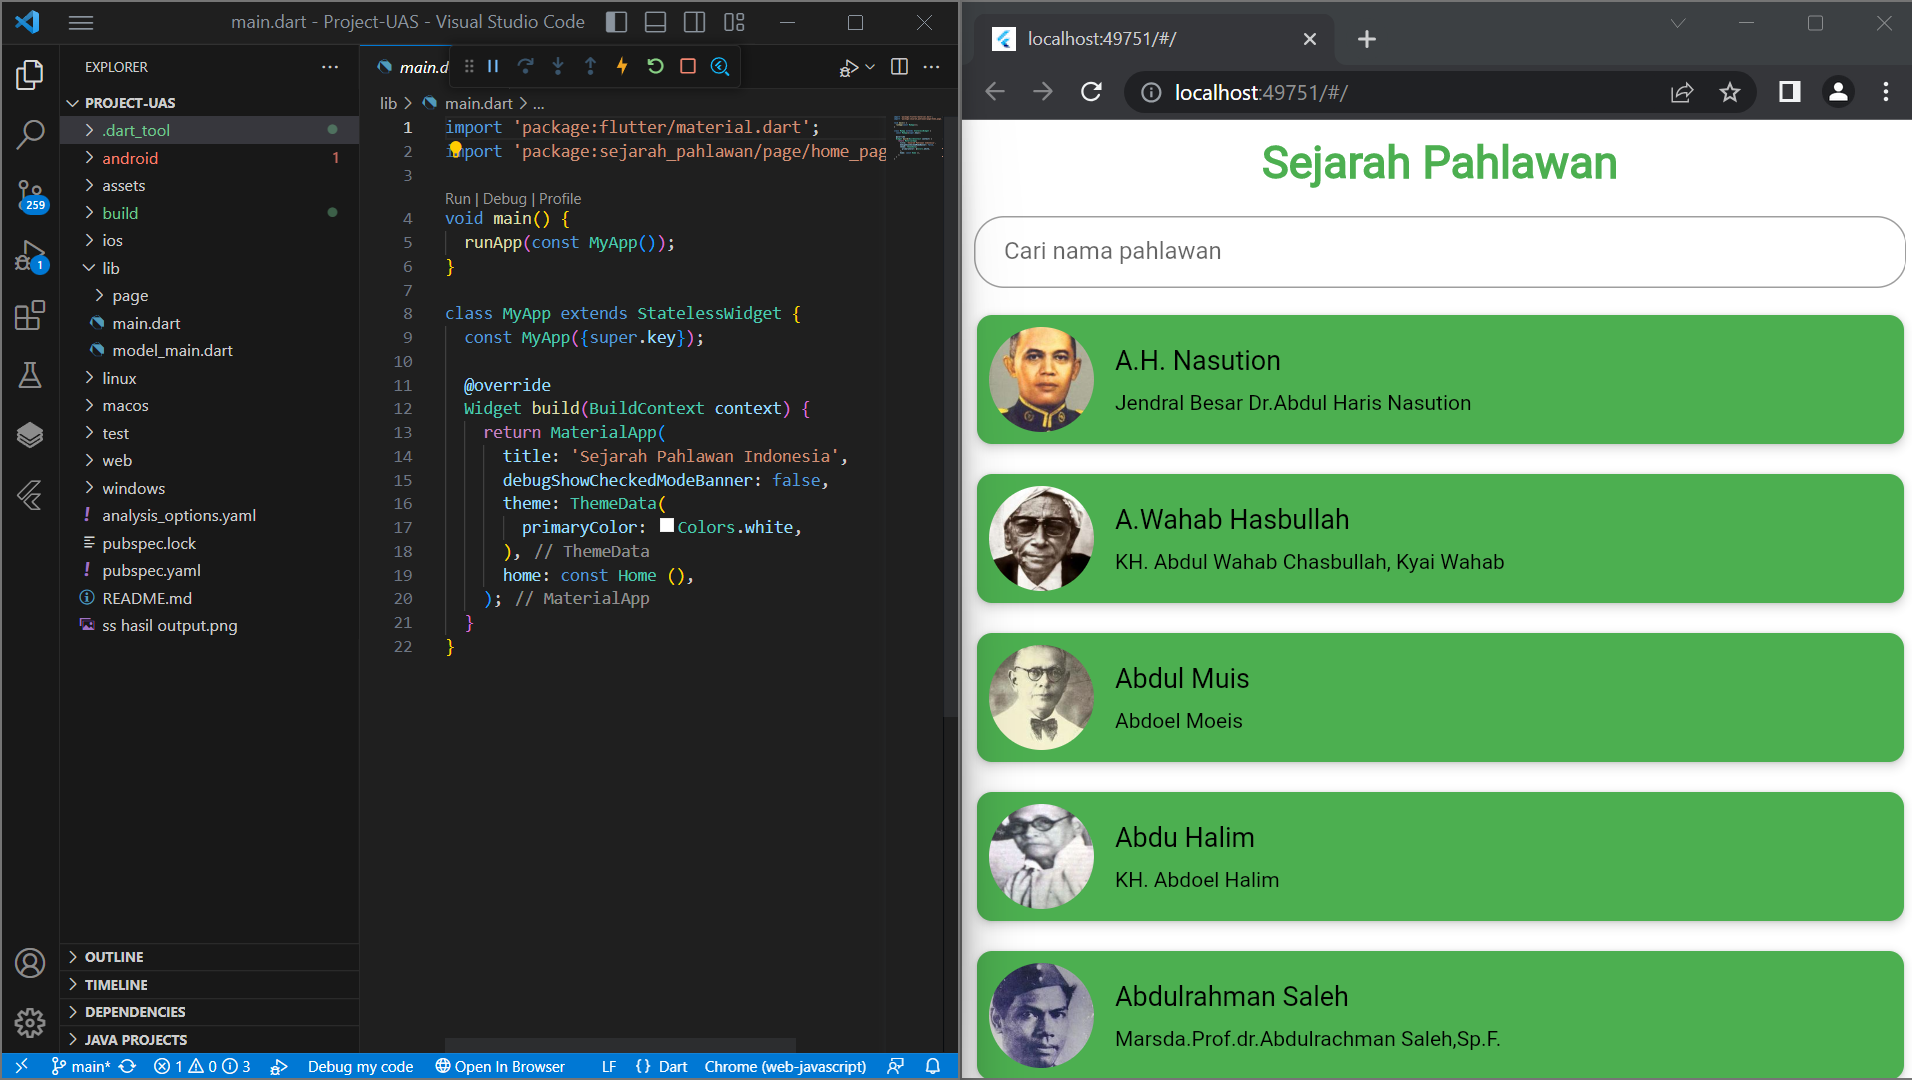 main.dart - Project-UAS - Visual Studio Code
EXPLORER
PROJECT-UAS
.dart_tool
android 1
assets
build
ios
lib
page
main.dart
model_main.dart
linux
macos
test
web
windows
analysis_options.yaml
pubspec.lock
pubspec.yaml
README.md
ss hasil output.png
OUTLINE
TIMELINE
DEPENDENCIES
JAVA PROJECTS
259
1
main.d
lib > main.dart > ...
1 import 'package:flutter/material.dart';
2 import 'package:sejarah_pahlawan/page/home_pag
3
Run | Debug | Profile
4 void main() {
5 runApp(const MyApp());
6 }
7
8 class MyApp extends StatelessWidget {
9 const MyApp({super.key});
10
11 @override
12 Widget build(BuildContext context) {
13 return MaterialApp(
14 title: 'Sejarah Pahlawan Indonesia',
15 debugShowCheckedModeBanner: false,
16 theme: ThemeData(
17 primaryColor: Colors.white,
18 ), // ThemeData
19 home: const Home (),
20 ); // MaterialApp
21 }
22 }
main* 1 0 3 Debug my code Open In Browser LF {} Dart Chrome (web-javascript)
localhost:49751/#/
localhost:49751/#/
Sejarah Pahlawan
Cari nama pahlawan
A.H. Nasution
Jendral Besar Dr.Abdul Haris Nasution
A.Wahab Hasbullah
KH. Abdul Wahab Chasbullah, Kyai Wahab
Abdul Muis
Abdoel Moeis
Abdu Halim
KH. Abdoel Halim
Abdulrahman Saleh
Marsda.Prof.dr.Abdulrachman Saleh,Sp.F.